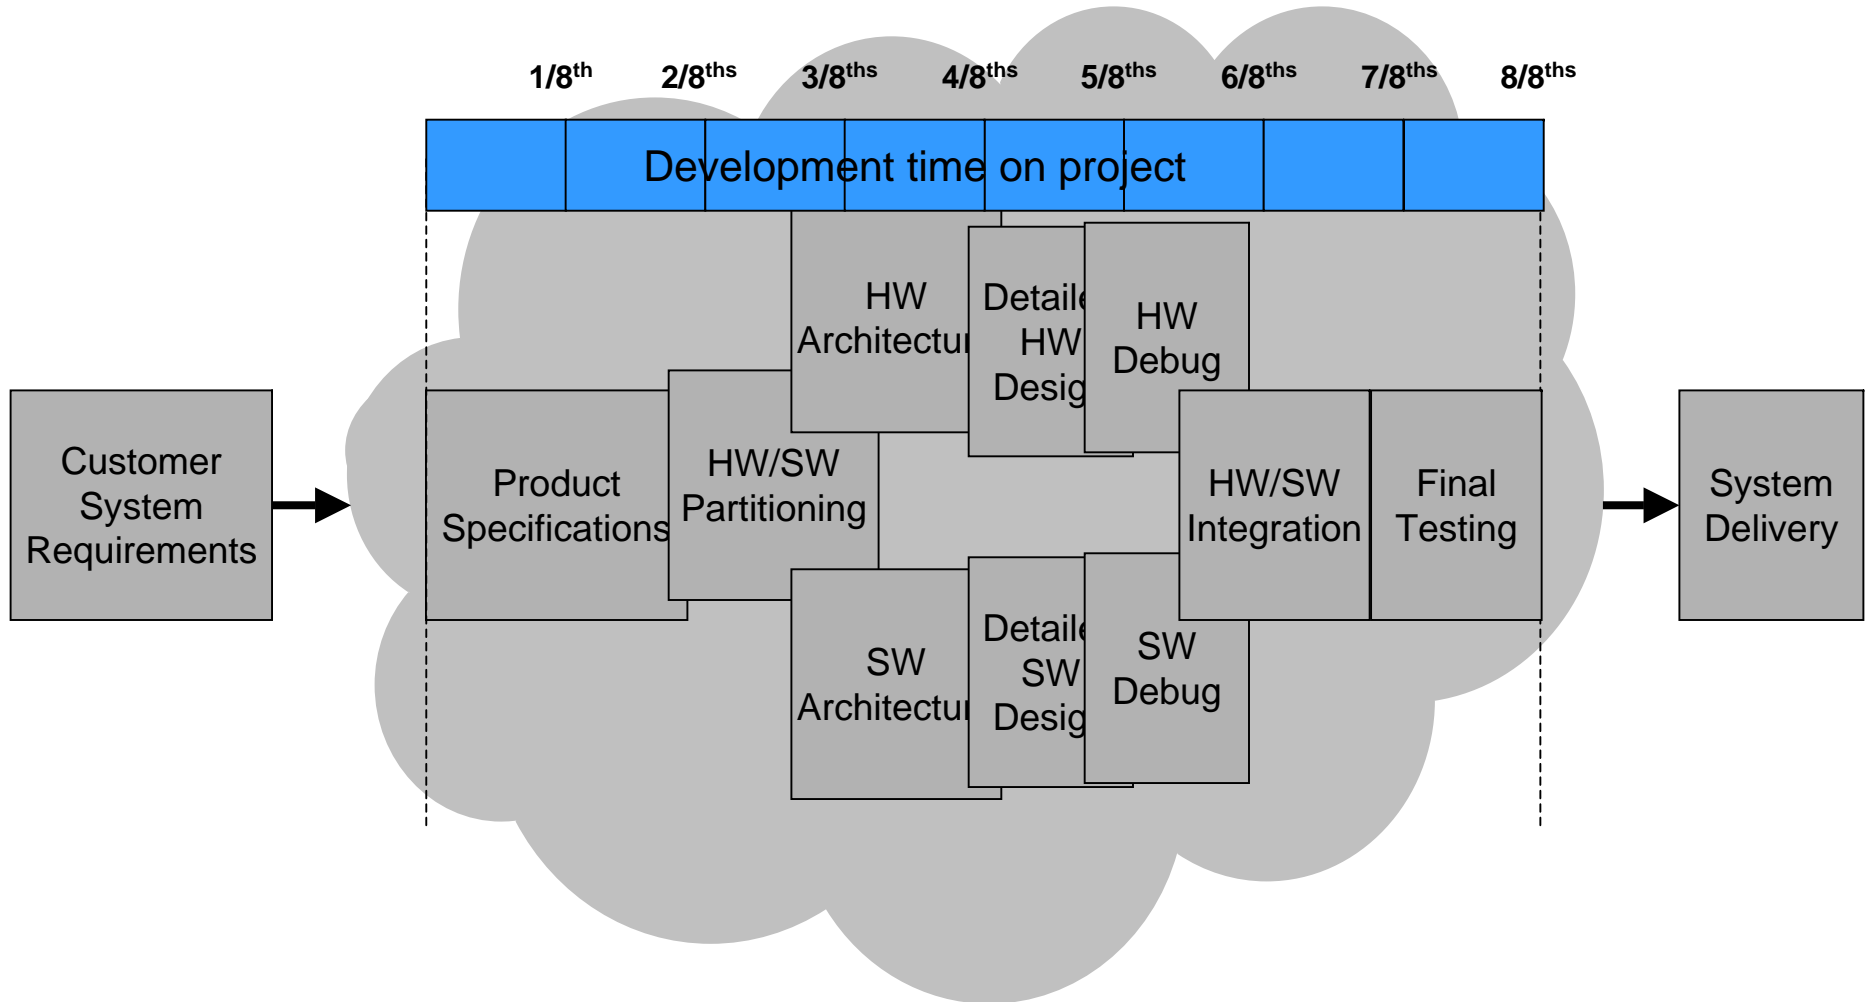 1/8th 2/8ths 3/8ths 4/8ths 5/8ths 6/8ths 7/8ths 8/8ths
Development time on project
Customer
System
Requirements
Product
Specifications
HW/SW
Partitioning
HW
Architectur
Detaile
HW
Desig
HW
Debug
SW
Architectur
Detaile
SW
Desig
SW
Debug
HW/SW
Integration
Final
Testing
System
Delivery